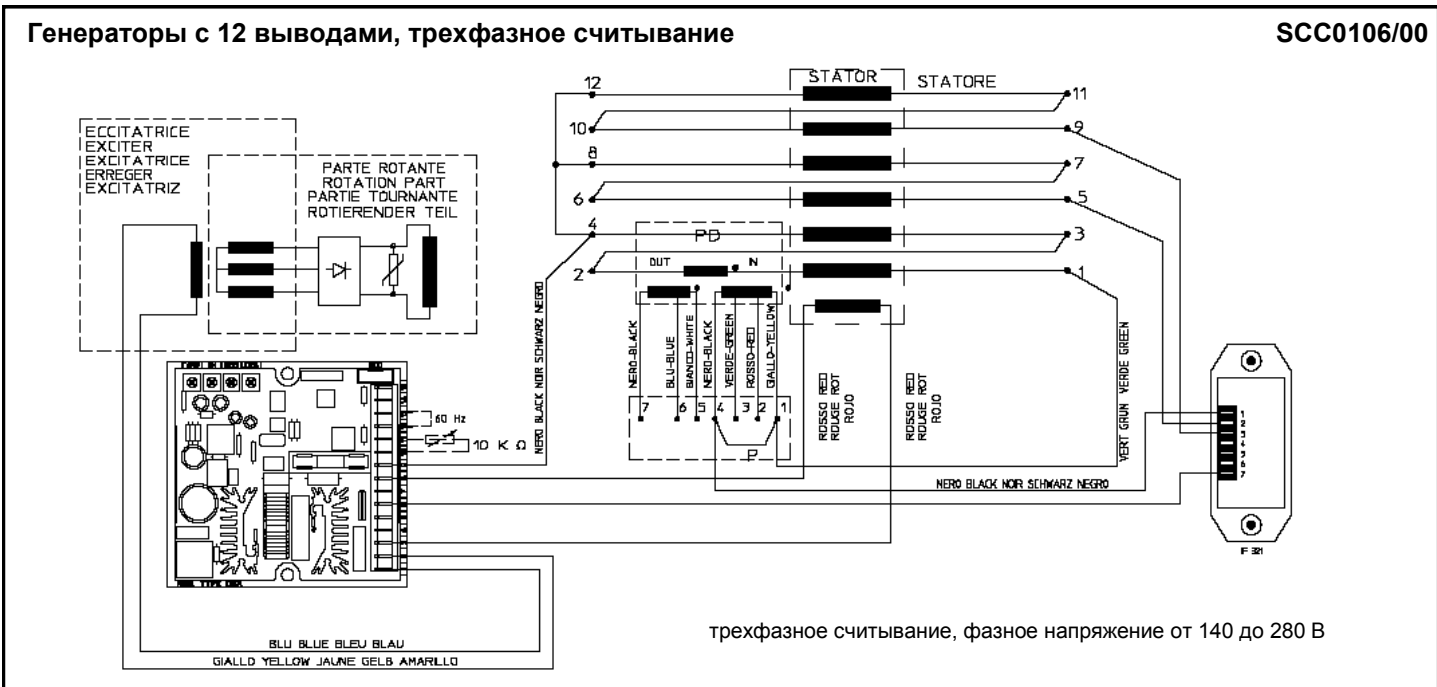 Генераторы с 12 выводами, трехфазное считывание
SCC0106/00
ECCITATRICE
EXCITER
EXCITATRICE
ERREGER
EXCITATRIZ
PARTE ROTANTE
ROTATION PART
PARTIE TOURNANTE
ROTIERENDER TEIL
STATOR
STATORE
12
11
10
9
8
7
6
5
4
3
2
1
PD
OUT
IN
NERO-BLACK
BLU-BLUE
BIANCO-WHITE
NERO-BLACK
VERDE-GREEN
ROSSO-RED
GIALLO-YELLOW
7
6
5
4
3
2
1
P
NERO BLACK NOIR SCHWARZ NEGRO
60 Hz
10 K Ω
ROSSO RED
ROUGE ROT
ROJO
ROSSO RED
ROUGE ROT
ROJO
VERT GRUN VERDE GREEN
NERO BLACK NOIR SCHWARZ NEGRO
1
2
3
4
5
6
7
BLU BLUE BLEU BLAU
GIALLO YELLOW JAUNE GELB AMARILLO
трехфазное считывание, фазное напряжение от 140 до 280 В